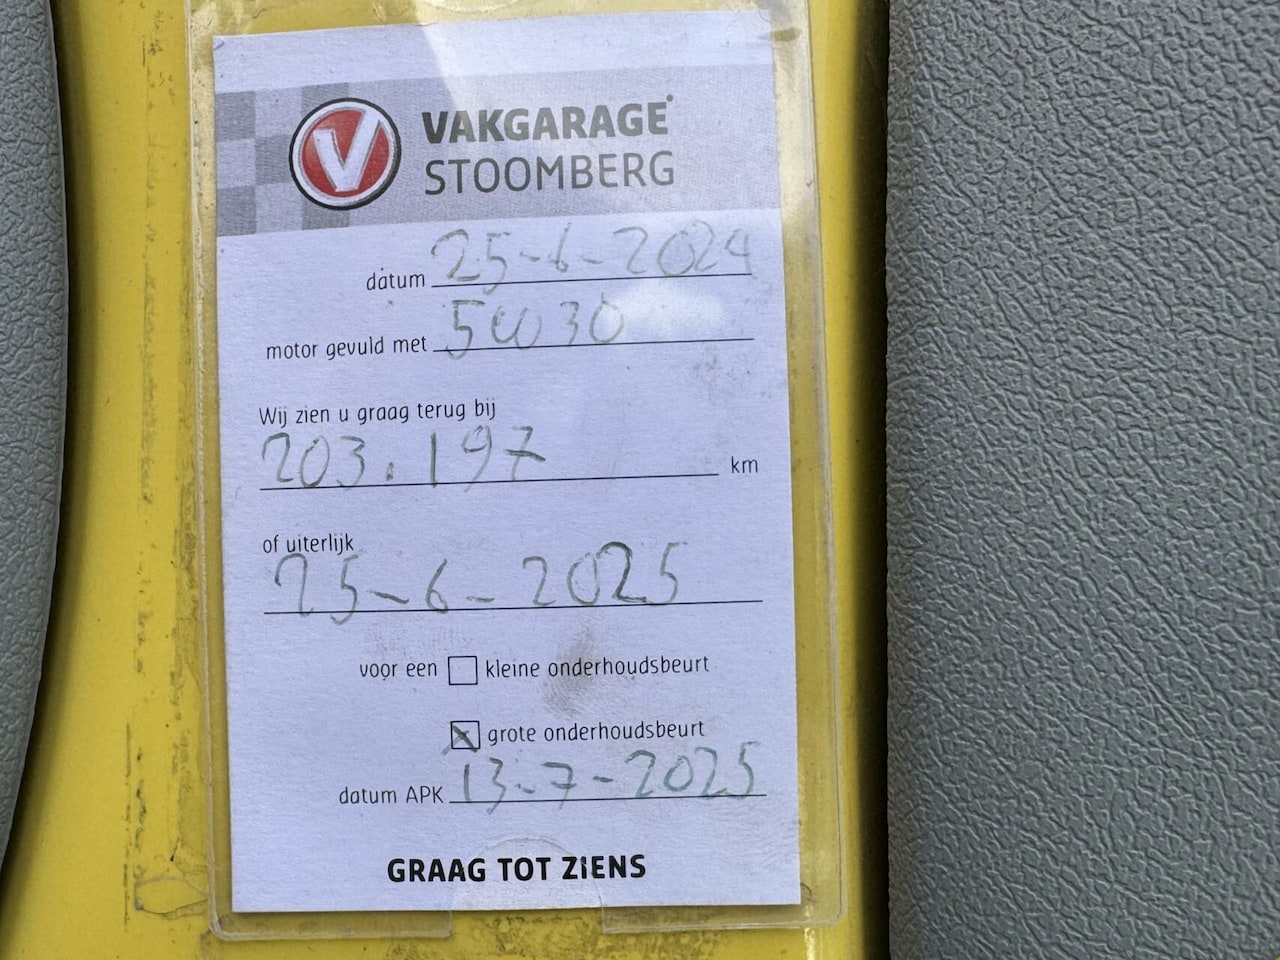 V
VAKGARAGE
STOOMBERG
datum 25-6-2024
motor gevuld met 5W30
Wij zien u graag terug bij
203.197 km
of uiterlijk
25-6-2025
voor een kleine onderhoudsbeurt
grote onderhoudsbeurt
datum APK 13-7-2025
GRAAG TOT ZIENS